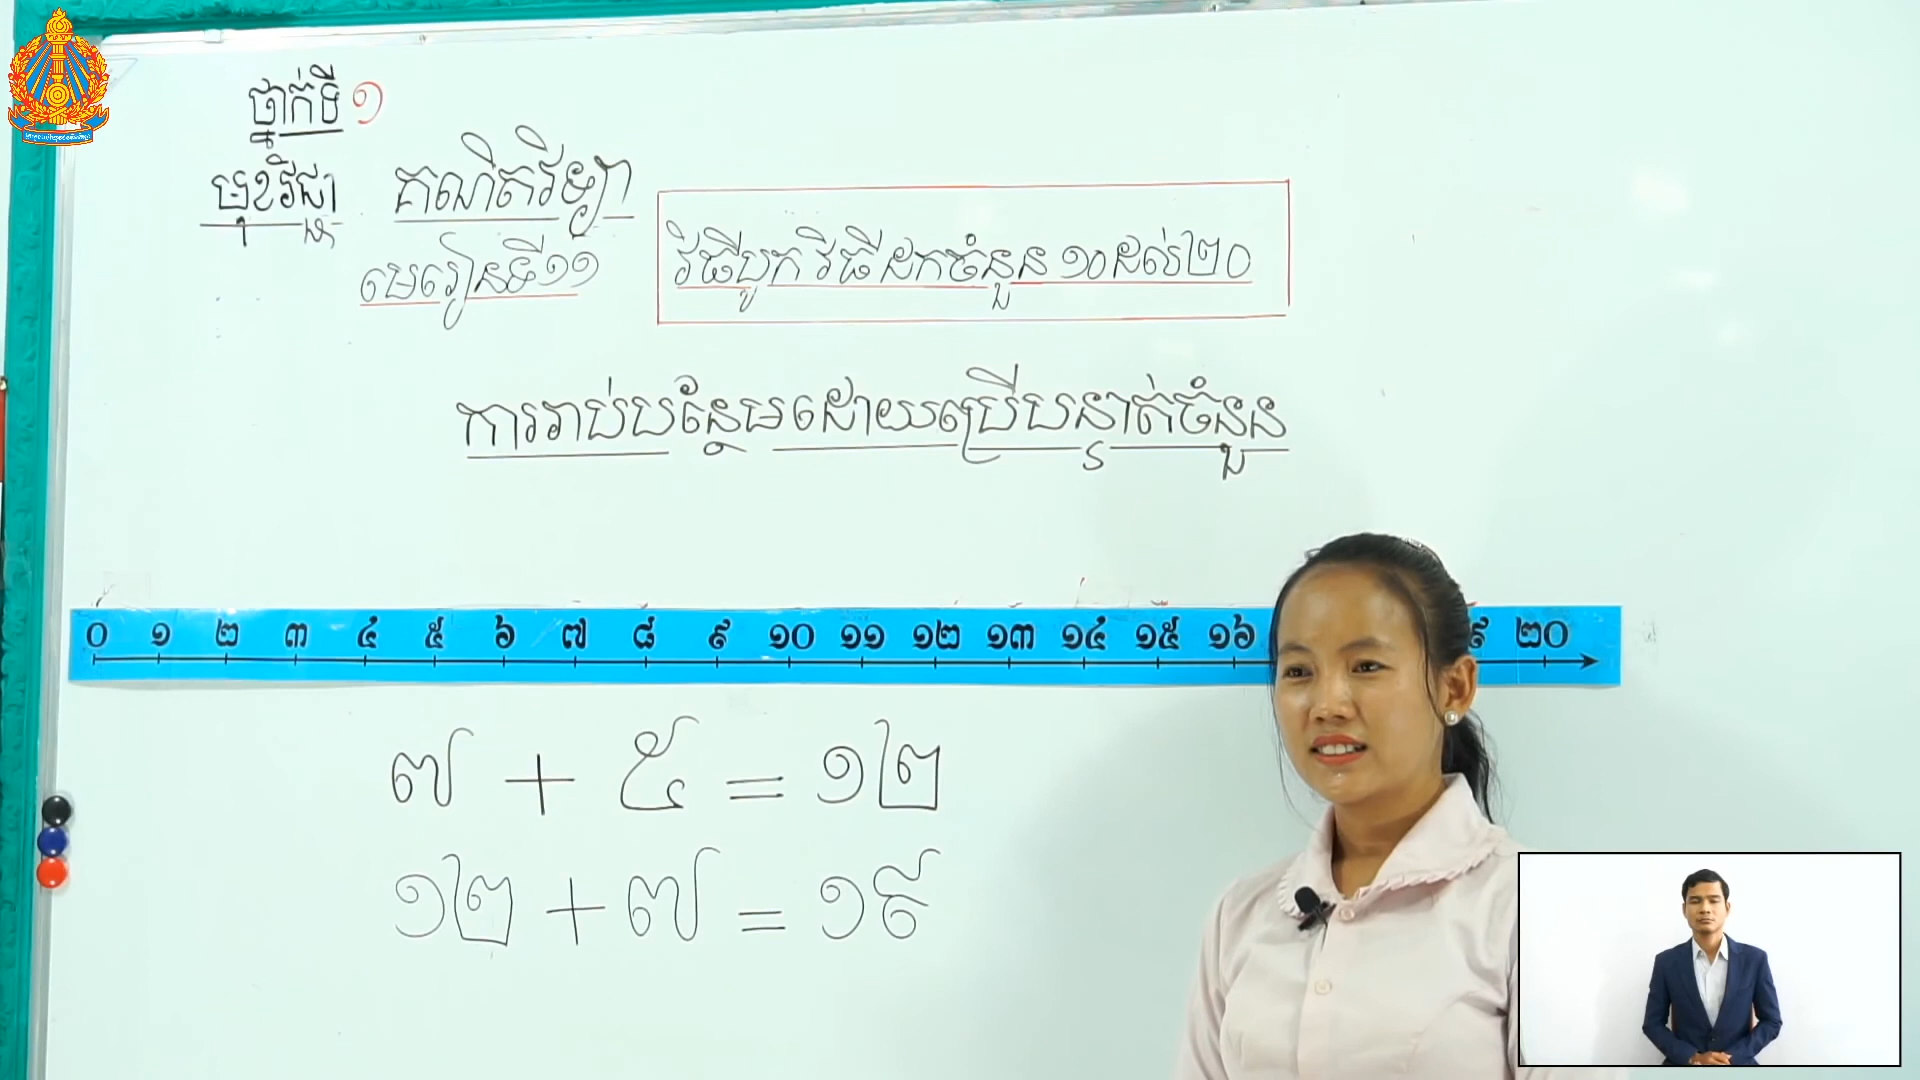 ថ្នាក់ទី ១
មុខវិជ្ជា គណិតវិទ្យា
មេរៀនទី១១ វិធីបូក វិធីដកចំនួន ១០ដល់២០
ការរាប់បន្ថែមដោយប្រើបន្ទាត់ចំនួន
០ ១ ២ ៣ ៤ ៥ ៦ ៧ ៨ ៩ ១០ ១១ ១២ ១៣ ១៤ ១៥ ១៦ ៩ ២០
៧ + ៥ = ១២
១២ + ៧ = ១៩